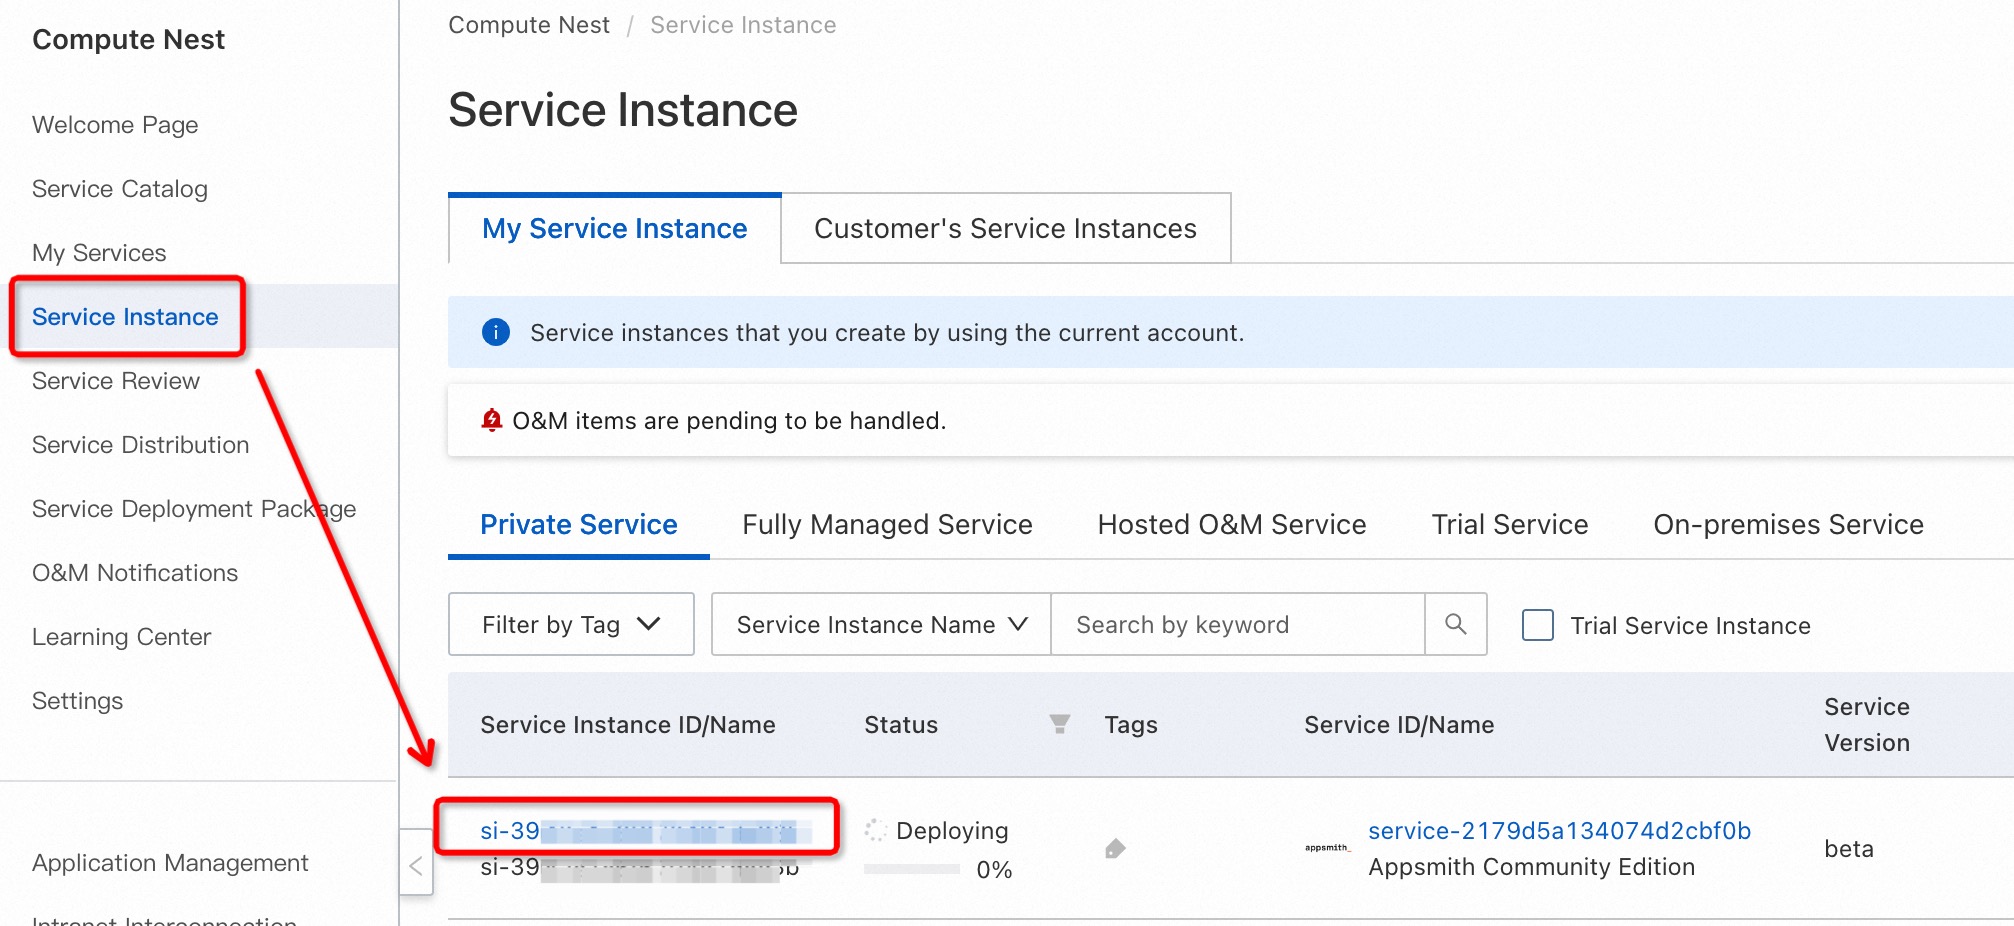 Compute Nest
Welcome Page
Service Catalog
My Services
Service Instance
Service Review
Service Distribution
Service Deployment Package
O&M Notifications
Learning Center
Settings
Application Management
Intranet Interconnection
Compute Nest / Service Instance
Service Instance
My Service Instance
Customer's Service Instances
Service instances that you create by using the current account.
O&M items are pending to be handled.
Private Service
Fully Managed Service
Hosted O&M Service
Trial Service
On-premises Service
Filter by Tag
Service Instance Name
Search by keyword
Trial Service Instance
Service Instance ID/Name
Status
Tags
Service ID/Name
Service
Version
si-39
si-39
Deploying
0%
appsmith_
service-2179d5a134074d2cbf0b
Appsmith Community Edition
beta